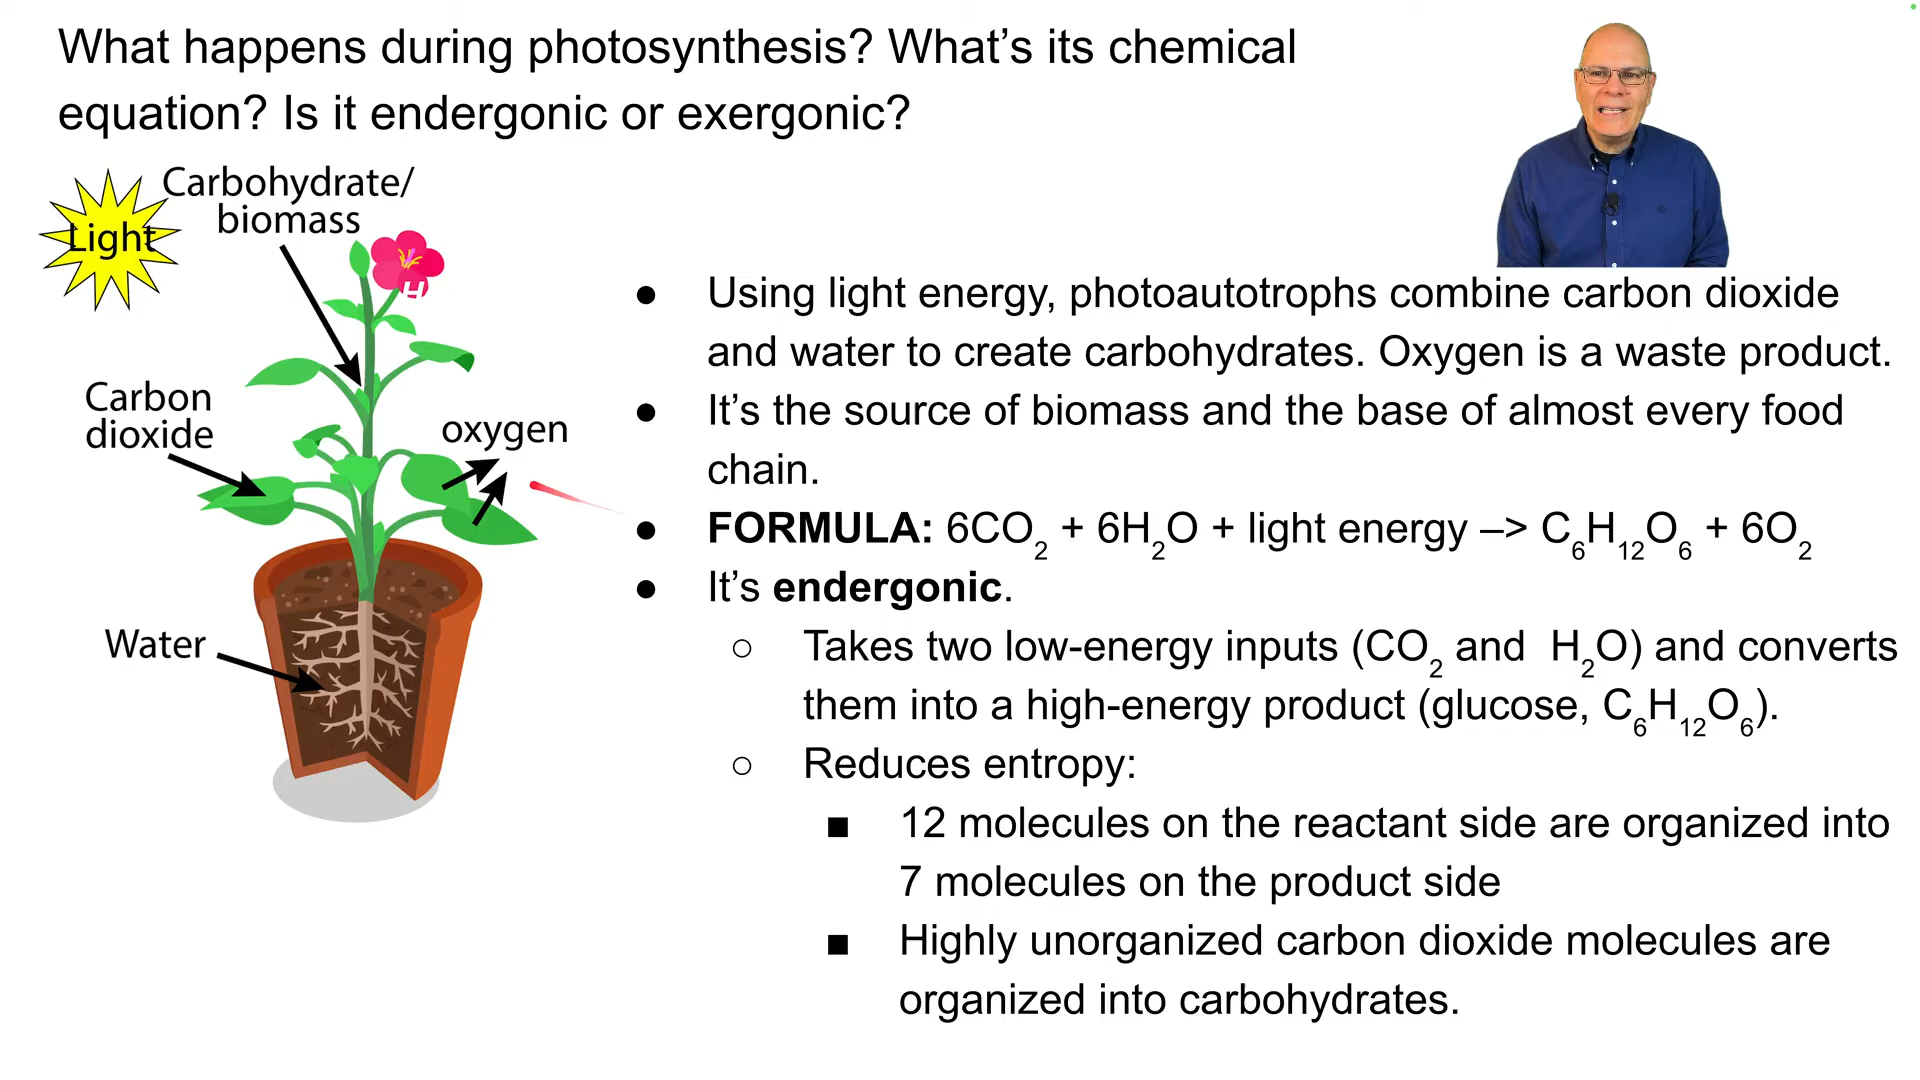 What happens during photosynthesis? What’s its chemical
equation? Is it endergonic or exergonic?
Light
Carbohydrate/
biomass
H
Carbon
dioxide
oxygen
Water
● Using light energy, photoautotrophs combine carbon dioxide
and water to create carbohydrates. Oxygen is a waste product.
● It’s the source of biomass and the base of almost every food
chain.
● FORMULA: 6CO₂ + 6H₂O + light energy –> C₆H₁₂O₆ + 6O₂
● It’s endergonic.
○ Takes two low-energy inputs (CO₂ and H₂O) and converts
them into a high-energy product (glucose, C₆H₁₂O₆).
○ Reduces entropy:
■ 12 molecules on the reactant side are organized into
7 molecules on the product side
■ Highly unorganized carbon dioxide molecules are
organized into carbohydrates.